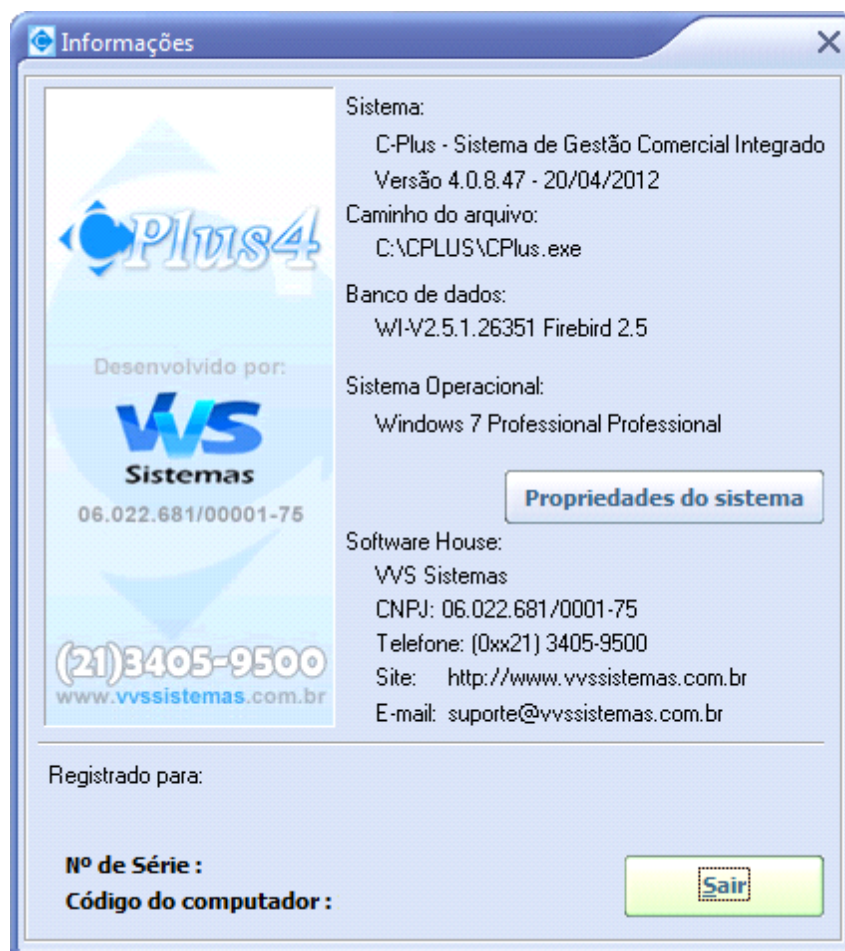 Informações
CPlus4
Desenvolvido por:
VVS
Sistemas
06.022.681/00001-75
(21)3405-9500
www.vvssistemas.com.br
Sistema:
C-Plus - Sistema de Gestão Comercial Integrado
Versão 4.0.8.47 - 20/04/2012
Caminho do arquivo:
C:\CPLUS\CPlus.exe
Banco de dados:
WI-V2.5.1.26351 Firebird 2.5
Sistema Operacional:
Windows 7 Professional Professional
Propriedades do sistema
Software House:
VVS Sistemas
CNPJ: 06.022.681/0001-75
Telefone: (0xx21) 3405-9500
Site: http://www.vvssistemas.com.br
E-mail: suporte@vvssistemas.com.br
Registrado para:
Nº de Série :
Código do computador :
Sair